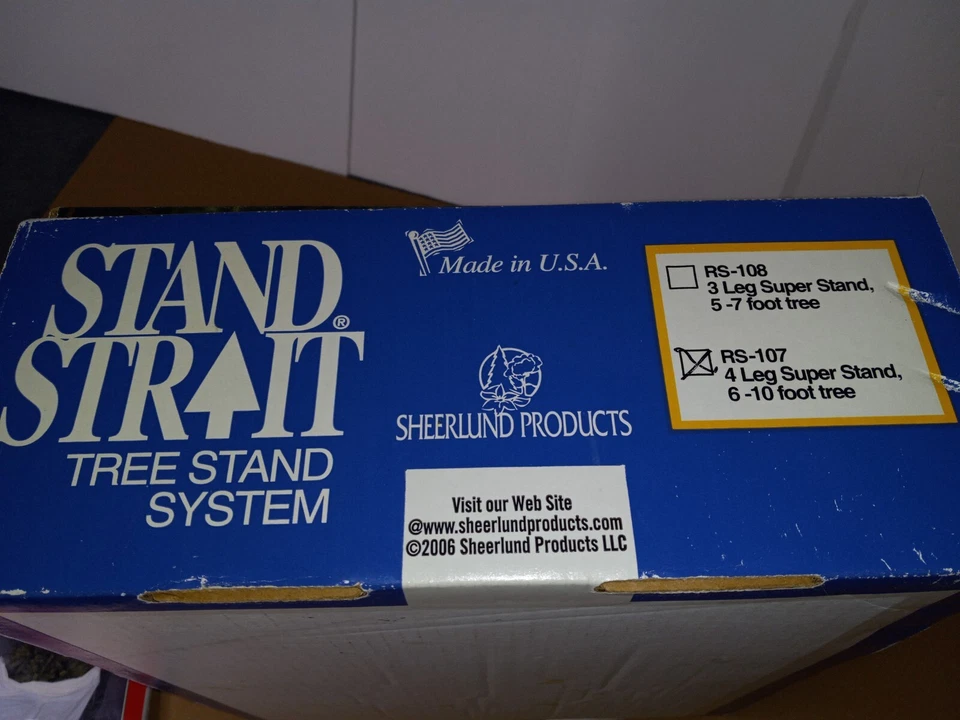 STAND
STRAIT®
TREE STAND
SYSTEM
Made in U.S.A.
SHEERLUND PRODUCTS
Visit our Web Site
@www.sheerlundproducts.com
©2006 Sheerlund Products LLC
RS-108
3 Leg Super Stand,
5 -7 foot tree
RS-107
4 Leg Super Stand,
6 -10 foot tree